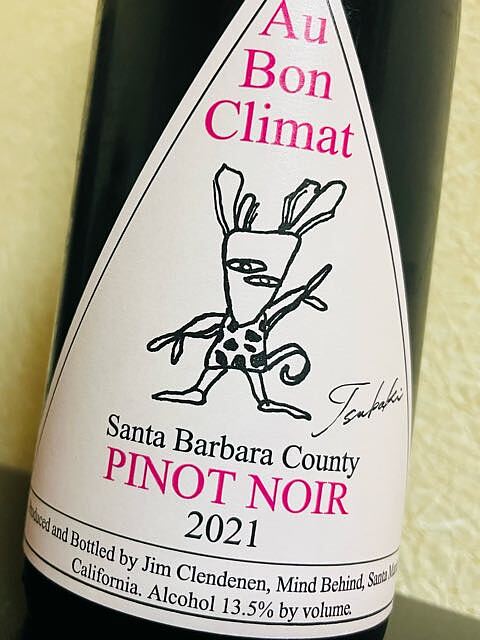 Au
Bon
Climat
Tsubaki
Santa Barbara County
PINOT NOIR
2021
and Bottled by Jim Clendenen, Mind Behind, Santa
California. Alcohol 13.5% by volume.